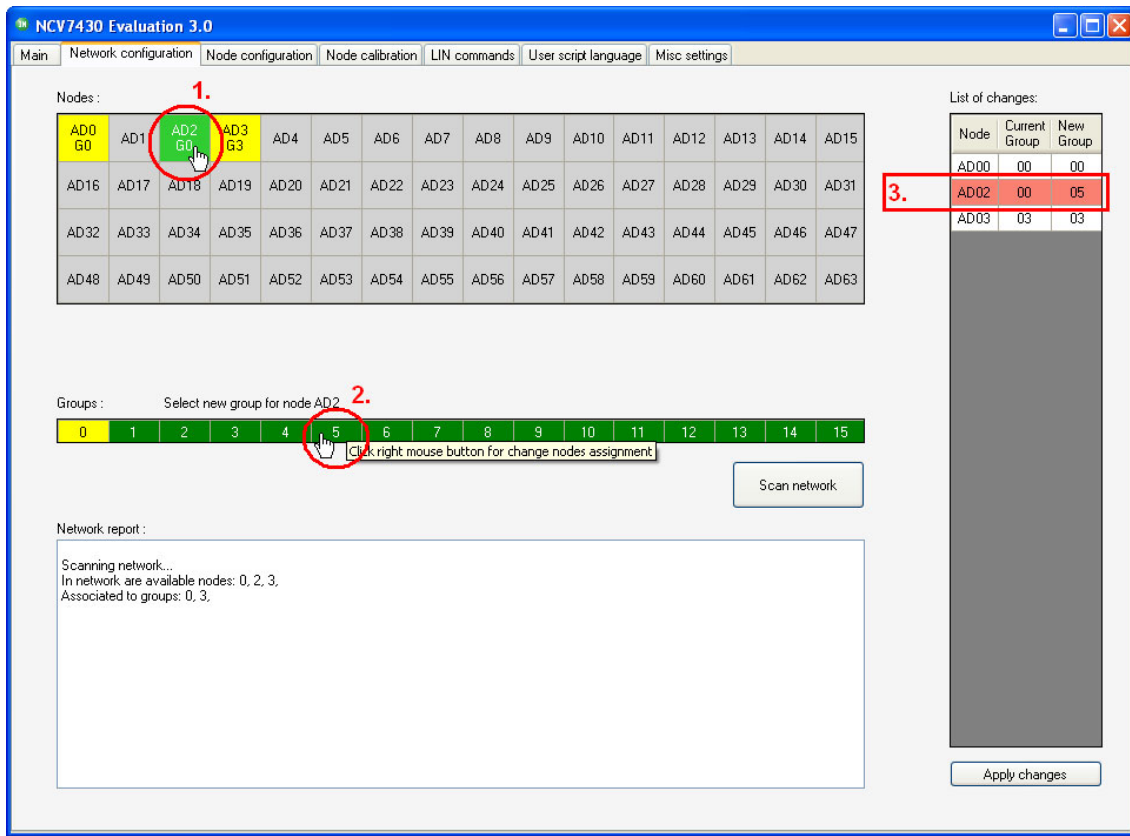 NCV7430 Evaluation 3.0
Main Network configuration Node configuration Node calibration LIN commands User script language Misc settings
1.
Nodes :
AD0 G0 AD1 AD2 G0 AD3 G3 AD4 AD5 AD6 AD7 AD8 AD9 AD10 AD11 AD12 AD13 AD14 AD15
AD16 AD17 AD18 AD19 AD20 AD21 AD22 AD23 AD24 AD25 AD26 AD27 AD28 AD29 AD30 AD31
AD32 AD33 AD34 AD35 AD36 AD37 AD38 AD39 AD40 AD41 AD42 AD43 AD44 AD45 AD46 AD47
AD48 AD49 AD50 AD51 AD52 AD53 AD54 AD55 AD56 AD57 AD58 AD59 AD60 AD61 AD62 AD63
2.
Groups : Select new group for node AD2
0 1 2 3 4 5 6 7 8 9 10 11 12 13 14 15
Click right mouse button for change nodes assignment
Scan network
Network report :
Scanning network...
In network are available nodes: 0, 2, 3,
Associated to groups: 0, 3,
List of changes:
Node Current Group New Group
AD00 00 00
3. AD02 00 05
AD03 03 03
Apply changes